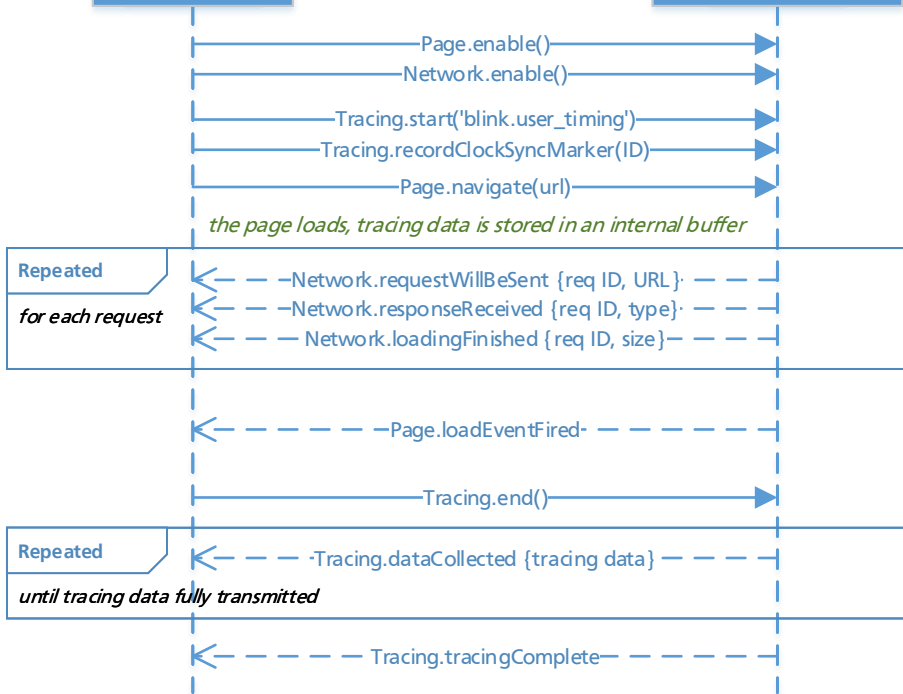 Page.enable()
Network.enable()
Tracing.start('blink.user_timing')
Tracing.recordClockSyncMarker(ID)
Page.navigate(url)
the page loads, tracing data is stored in an internal buffer
Repeated
Network.requestWillBeSent {req ID, URL}
for each request
Network.responseReceived {req ID, type}
Network.loadingFinished {req ID, size}
Page.loadEventFired
Tracing.end()
Repeated
Tracing.dataCollected {tracing data}
until tracing data fully transmitted
Tracing.tracingComplete